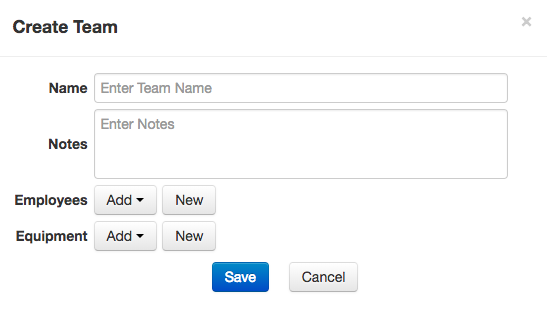 Create Team ×
Name Enter Team Name
Notes Enter Notes
Employees Add New
Equipment Add New
Save Cancel